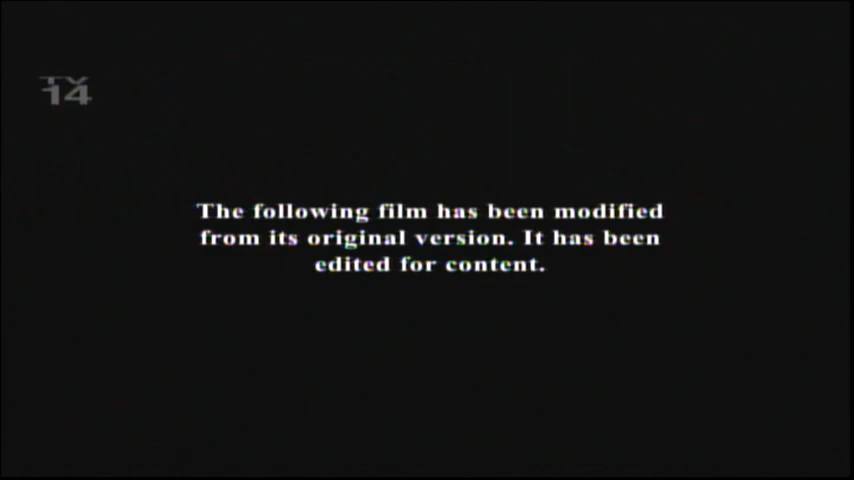 TV
14
The following film has been modified
from its original version. It has been
edited for content.